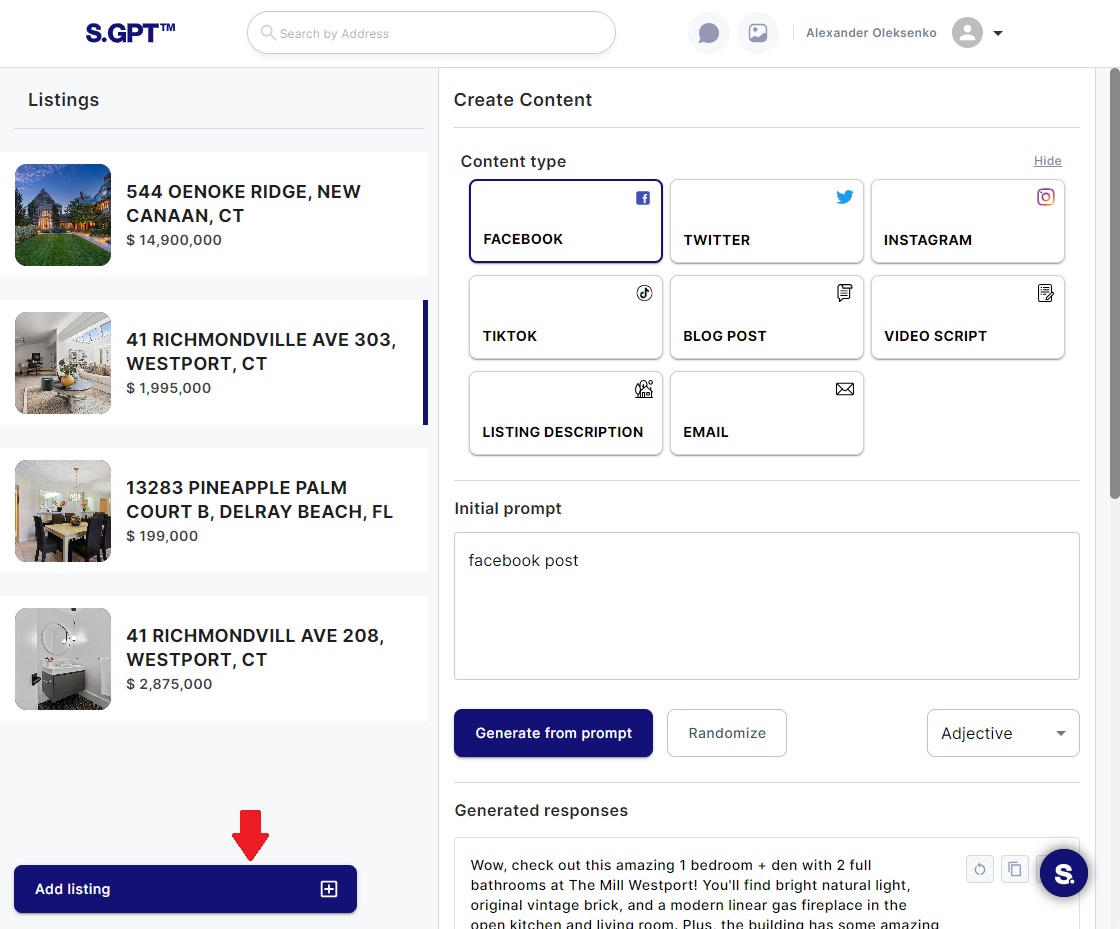 S.GPT™
Search by Address
Alexander Oleksenko
Listings
544 OENOKE RIDGE, NEW
CANAAN, CT
$ 14,900,000
41 RICHMONDVILLE AVE 303,
WESTPORT, CT
$ 1,995,000
13283 PINEAPPLE PALM
COURT B, DELRAY BEACH, FL
$ 199,000
41 RICHMONDVILL AVE 208,
WESTPORT, CT
$ 2,875,000
Add listing
Create Content
Content type
Hide
FACEBOOK
TWITTER
INSTAGRAM
TIKTOK
BLOG POST
VIDEO SCRIPT
LISTING DESCRIPTION
EMAIL
Initial prompt
facebook post
Generate from prompt
Randomize
Adjective
Generated responses
Wow, check out this amazing 1 bedroom + den with 2 full
bathrooms at The Mill Westport! You'll find bright natural light,
original vintage brick, and a modern linear gas fireplace in the
open kitchen and living room. Plus, the building has some amazing
S.